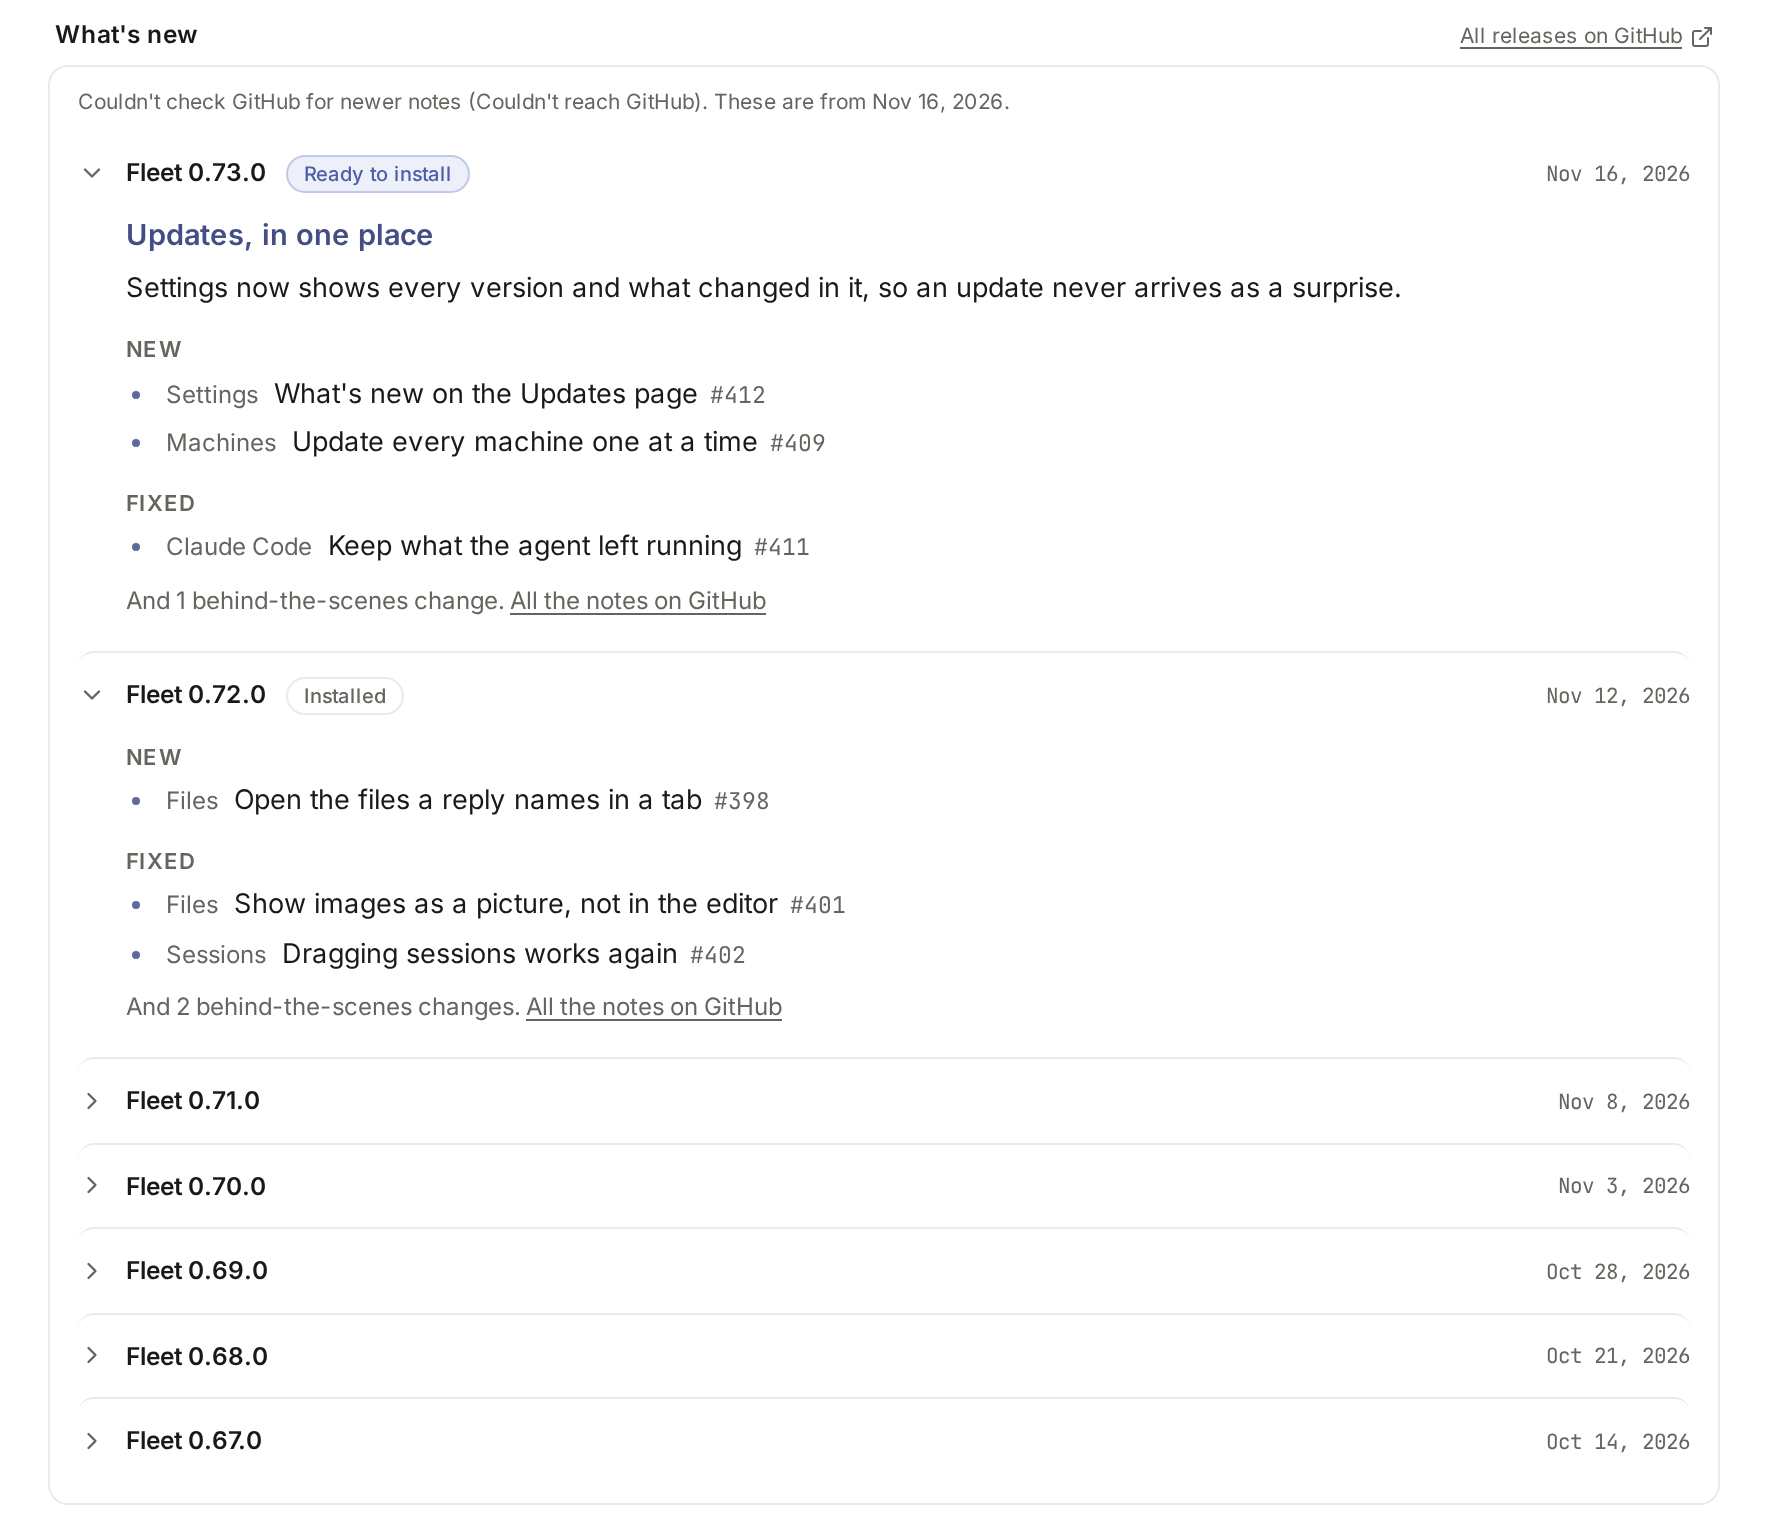 What's new
All releases on GitHub
Couldn't check GitHub for newer notes (Couldn't reach GitHub). These are from Nov 16, 2026.
Fleet 0.73.0 Ready to install Nov 16, 2026
Updates, in one place
Settings now shows every version and what changed in it, so an update never arrives as a surprise.
NEW
• Settings What's new on the Updates page #412
• Machines Update every machine one at a time #409
FIXED
• Claude Code Keep what the agent left running #411
And 1 behind-the-scenes change. All the notes on GitHub
Fleet 0.72.0 Installed Nov 12, 2026
NEW
• Files Open the files a reply names in a tab #398
FIXED
• Files Show images as a picture, not in the editor #401
• Sessions Dragging sessions works again #402
And 2 behind-the-scenes changes. All the notes on GitHub
Fleet 0.71.0 Nov 8, 2026
Fleet 0.70.0 Nov 3, 2026
Fleet 0.69.0 Oct 28, 2026
Fleet 0.68.0 Oct 21, 2026
Fleet 0.67.0 Oct 14, 2026